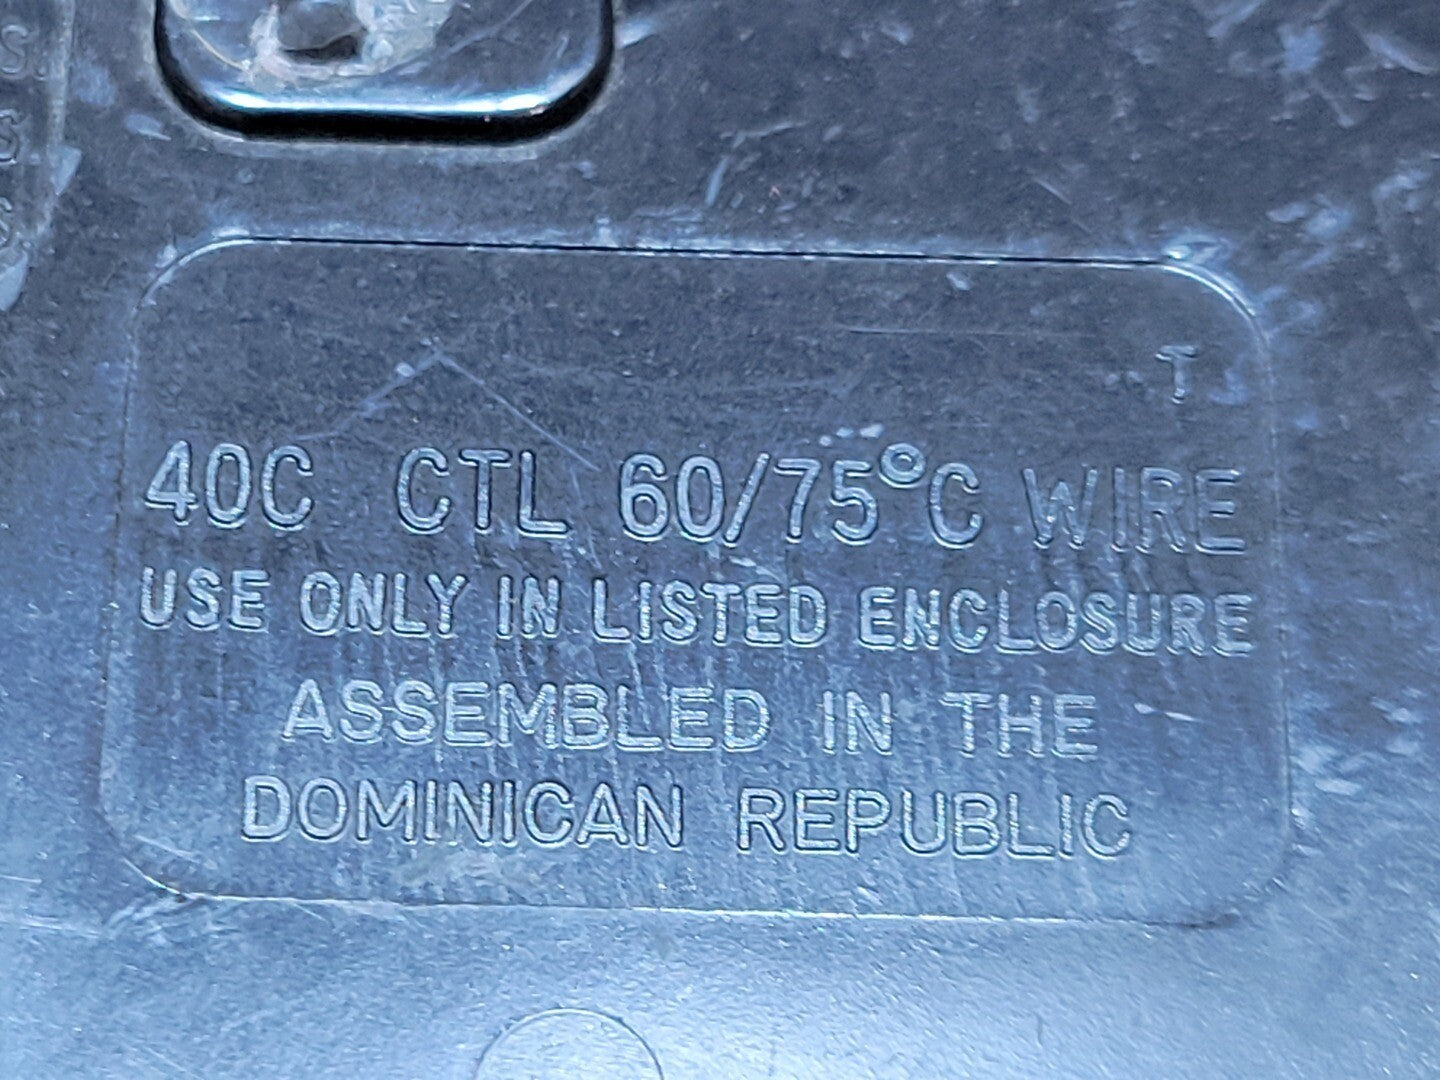 T
40C CTL 60/75°C WIRE
USE ONLY IN LISTED ENCLOSURE
ASSEMBLED IN THE
DOMINICAN REPUBLIC